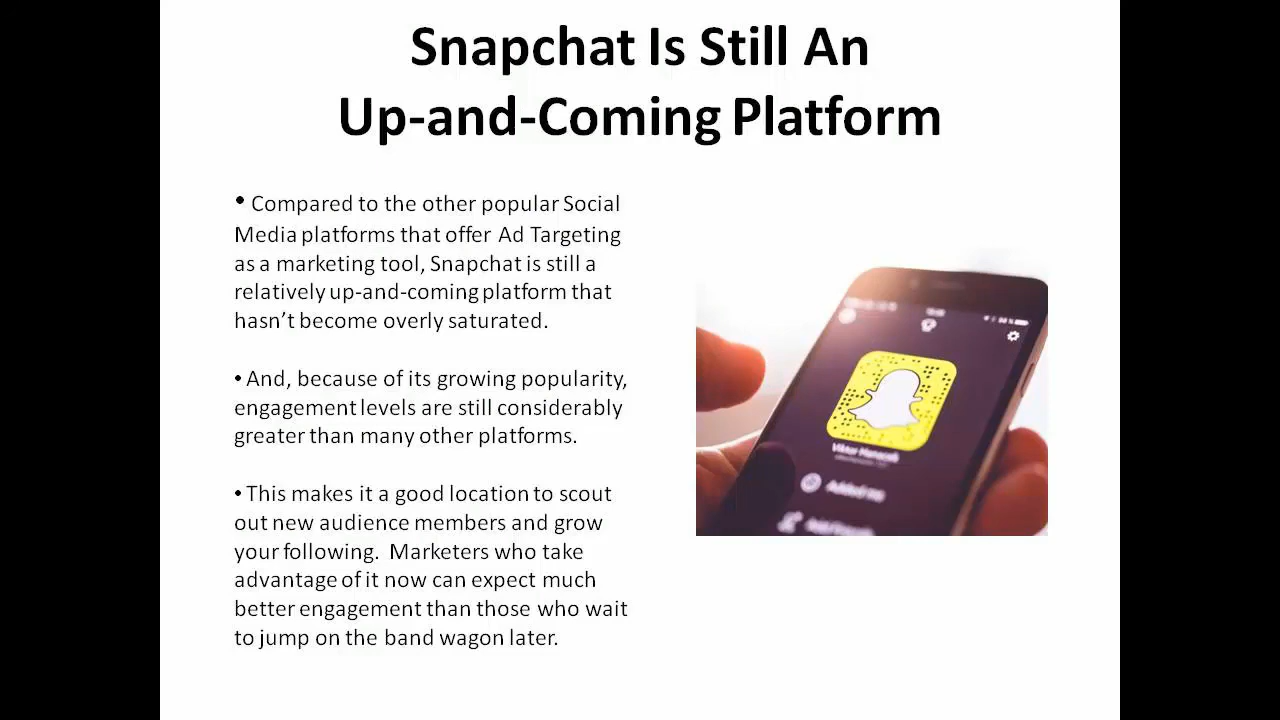 Snapchat Is Still An
Up-and-Coming Platform
• Compared to the other popular Social
Media platforms that offer Ad Targeting
as a marketing tool, Snapchat is still a
relatively up-and-coming platform that
hasn’t become overly saturated.
• And, because of its growing popularity,
engagement levels are still considerably
greater than many other platforms.
• This makes it a good location to scout
out new audience members and grow
your following.  Marketers who take
advantage of it now can expect much
better engagement than those who wait
to jump on the band wagon later.
Added Me